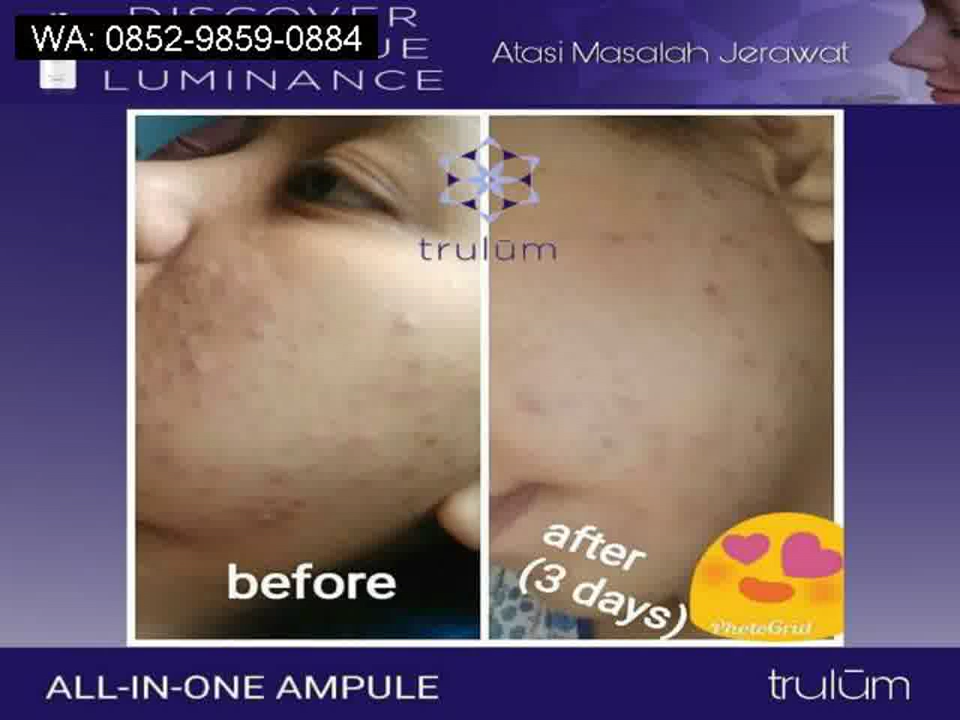 WA: 0852-9859-0884
DISCOVER
LUMINANCE
Atasi Masalah Jerawat
trulūm
before
after
(3 days)
PhotoGrid
ALL-IN-ONE AMPULE
trulūm